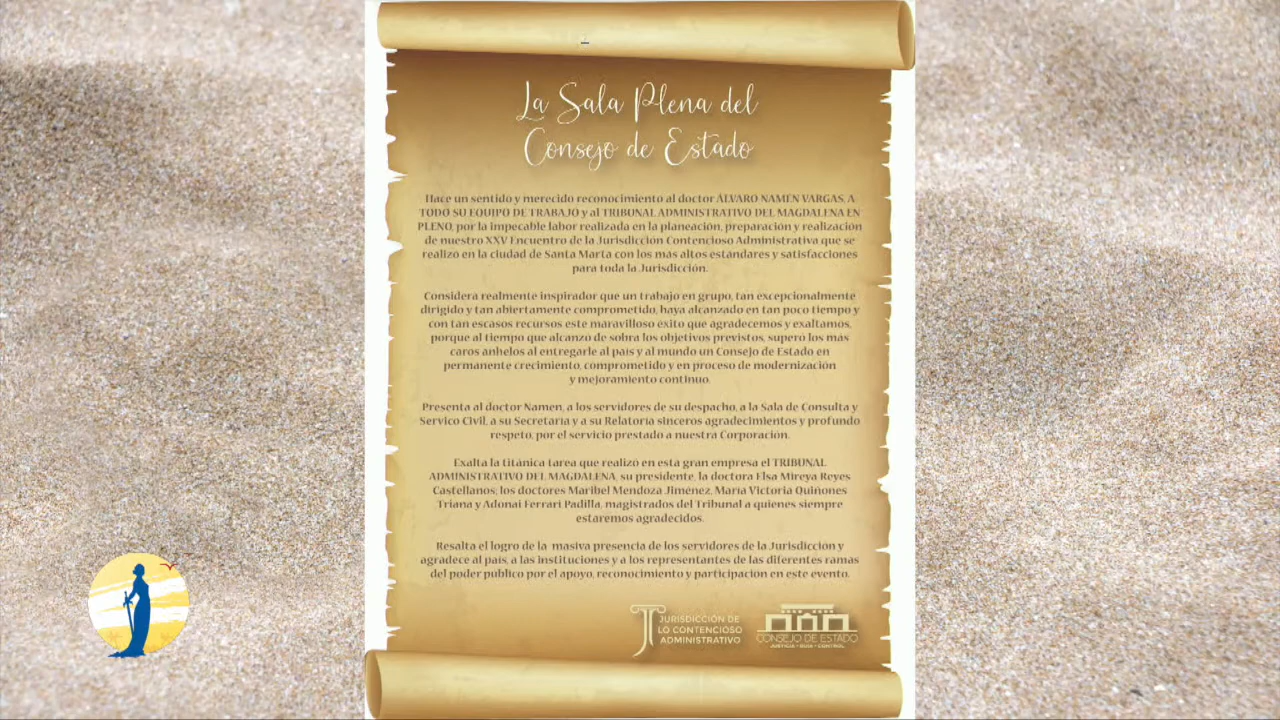 La Sala Plena del
Consejo de Estado
Hace un sentido y merecido reconocimiento al doctor ÁLVARO NAMÉN VARGAS, A
TODO SU EQUIPO DE TRABAJO y al TRIBUNAL ADMINISTRATIVO DEL MAGDALENA EN
PLENO, por la impecable labor realizada en la planeación, preparación y realización
de nuestro XXV Encuentro de la Jurisdicción Contencioso Administrativa que se
realizó en la ciudad de Santa Marta con los más altos estándares y satisfacciones
para toda la Jurisdicción.
Considera realmente inspirador que un trabajo en grupo, tan excepcionalmente
dirigido y tan abiertamente comprometido, haya alcanzado en tan poco tiempo y
con tan escasos recursos este maravilloso éxito que agradecemos y exaltamos,
porque al tiempo que alcanzó de sobra los objetivos previstos, superó los más
caros anhelos al entregarle al país y al mundo un Consejo de Estado en
permanente crecimiento, comprometido y en proceso de modernización
y mejoramiento continuo.
Presenta al doctor Namén, a los servidores de su despacho, a la Sala de Consulta y
Servico Civil, a su Secretaría y a su Relatoría sinceros agradecimientos y profundo
respeto, por el servicio prestado a nuestra Corporación.
Exalta la titánica tarea que realizó en esta gran empresa el TRIBUNAL
ADMINISTRATIVO DEL MAGDALENA, su presidente, la doctora Elsa Mireya Reyes
Castellanos; los doctores Maribel Mendoza Jiménez, María Victoria Quiñones
Triana y Adonai Ferrari Padilla, magistrados del Tribunal a quienes siempre
estaremos agradecidos.
Resalta el logro de la masiva presencia de los servidores de la Jurisdicción y
agradece al país, a las instituciones y a los representantes de las diferentes ramas
del poder público por el apoyo, reconocimiento y participación en este evento.
JURISDICCIÓN DE
LO CONTENCIOSO
ADMINISTRATIVO
CONSEJO DE ESTADO
JUSTICIA - GUÍA - CONTROL